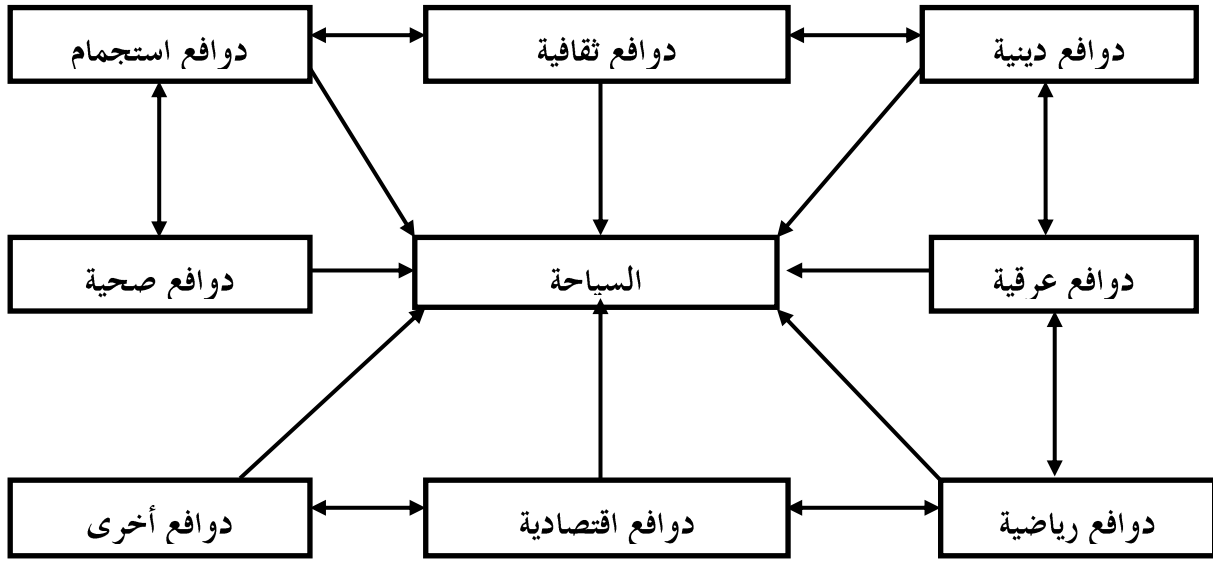 دوافع دينية
دوافع ثقافية
دوافع استجمام
دوافع عرقية
السياحة
دوافع صحية
دوافع رياضية
دوافع اقتصادية
دوافع أخرى